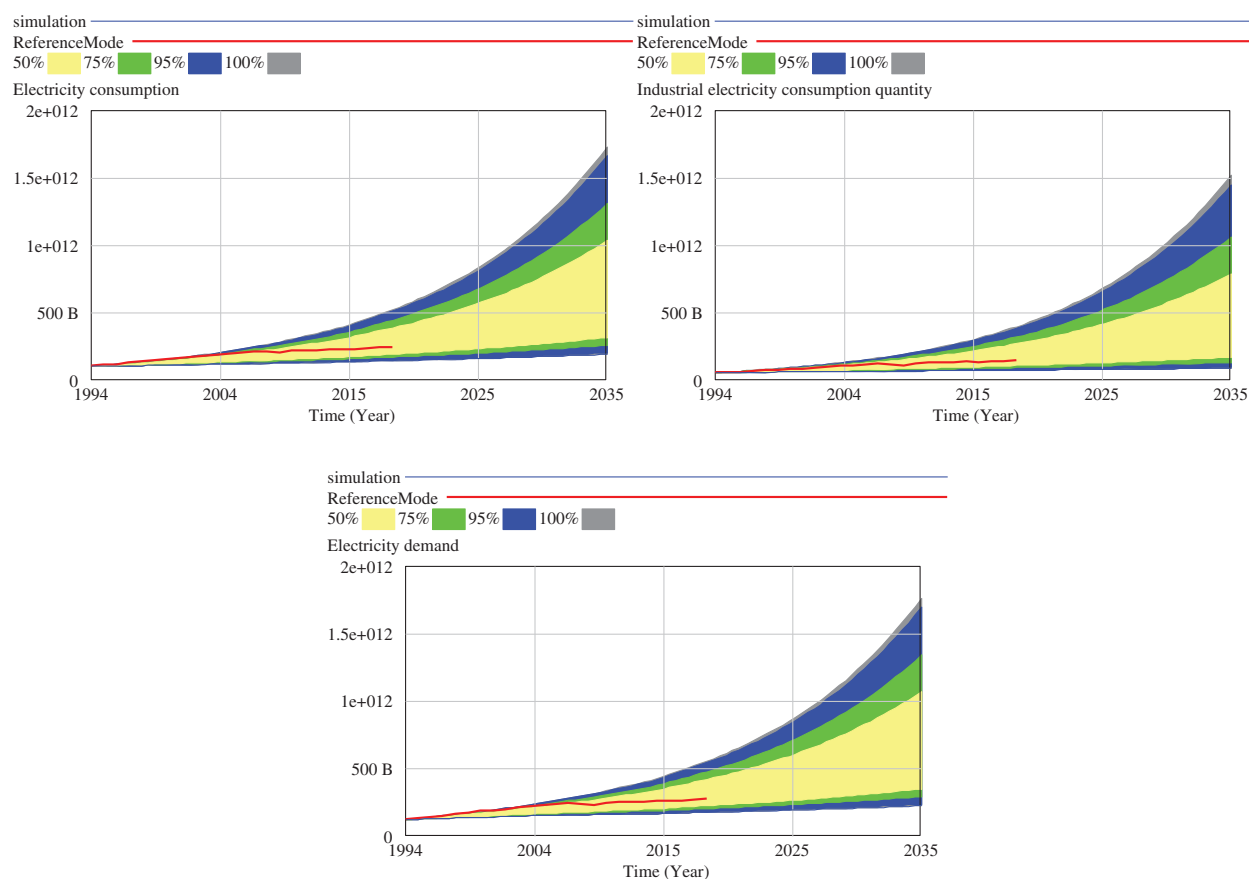 simulation
ReferenceMode
50% 75% 95% 100%
Electricity consumption
2e+012
1.5e+012
1e+012
500 B
0
1994 2004 2015 2025 2035
Time (Year)
simulation
ReferenceMode
50% 75% 95% 100%
Industrial electricity consumption quantity
2e+012
1.5e+012
1e+012
500 B
0
1994 2004 2015 2025 2035
Time (Year)
simulation
ReferenceMode
50% 75% 95% 100%
Electricity demand
2e+012
1.5e+012
1e+012
500 B
0
1994 2004 2015 2025 2035
Time (Year)